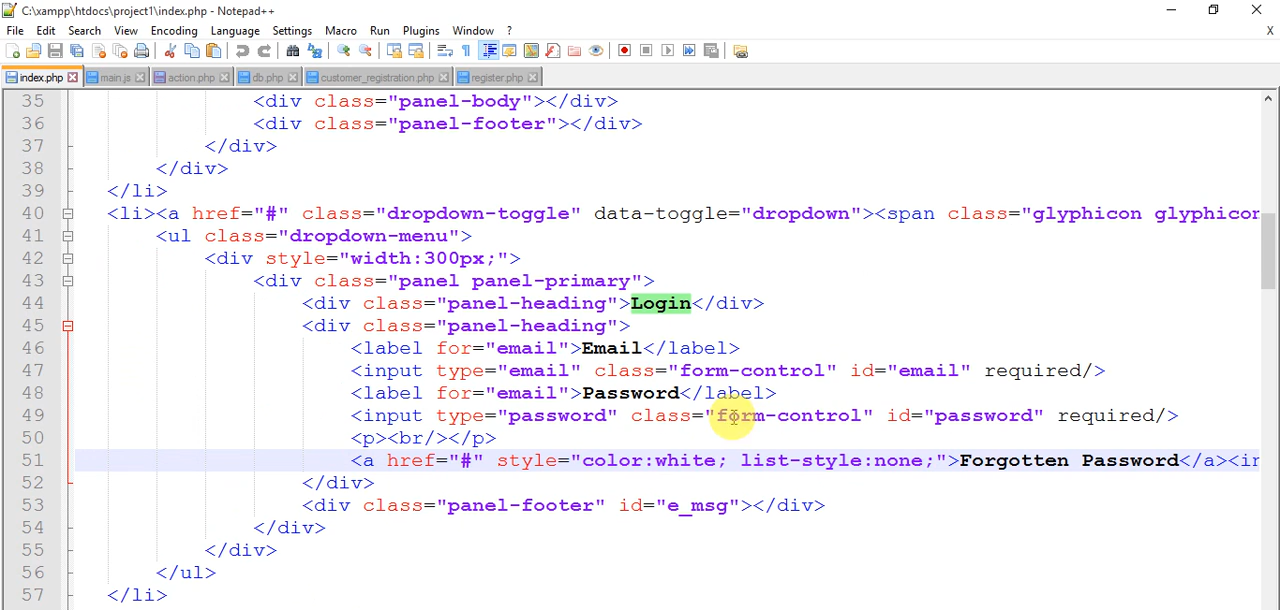 C:\xampp\htdocs\project1\index.php - Notepad++
File Edit Search View Encoding Language Settings Macro Run Plugins Window ? X
index.php main.js action.php db.php customer_registration.php register.php
35 <div class="panel-body"></div>
36 <div class="panel-footer"></div>
37 </div>
38 </div>
39 </li>
40 <li><a href="#" class="dropdown-toggle" data-toggle="dropdown"><span class="glyphicon glyphicon
41 <ul class="dropdown-menu">
42 <div style="width:300px;">
43 <div class="panel panel-primary">
44 <div class="panel-heading">Login</div>
45 <div class="panel-heading">
46 <label for="email">Email</label>
47 <input type="email" class="form-control" id="email" required/>
48 <label for="email">Password</label>
49 <input type="password" class="form-control" id="password" required/>
50 <p><br/></p>
51 <a href="#" style="color:white; list-style:none;">Forgotten Password</a><in
52 </div>
53 <div class="panel-footer" id="e_msg"></div>
54 </div>
55 </div>
56 </ul>
57 </li>